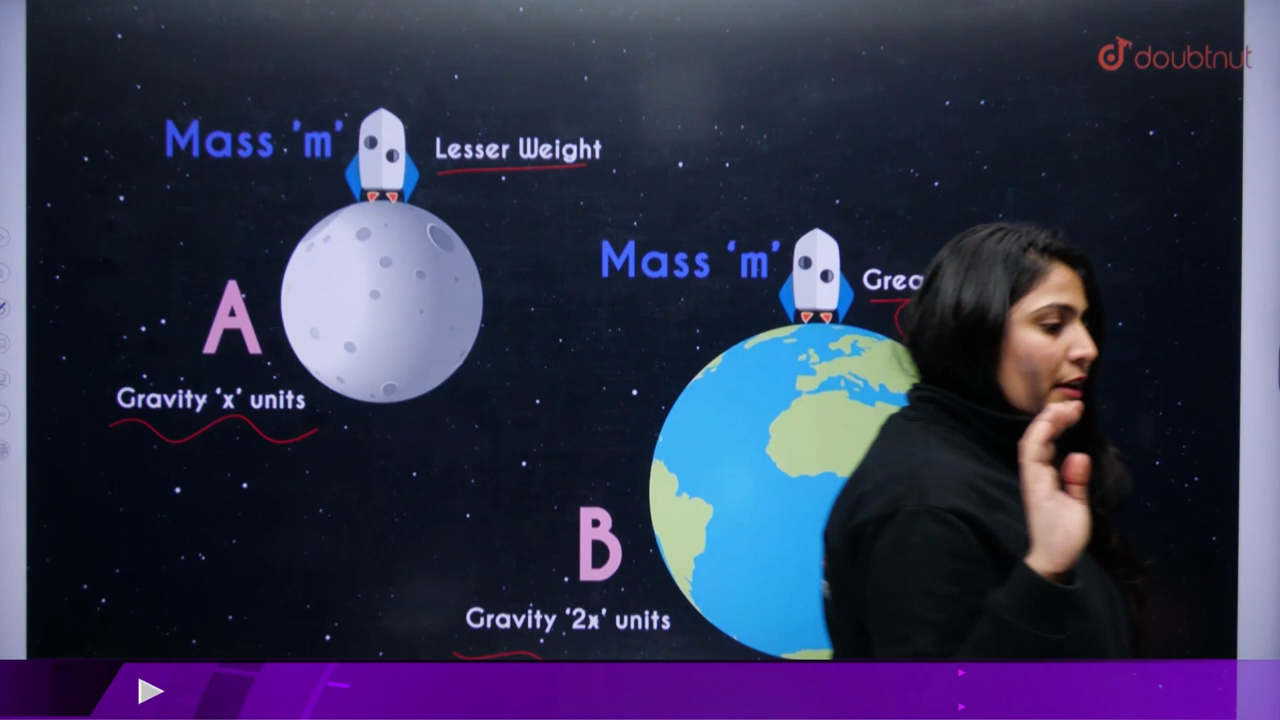 doubtnut
Mass 'm'
Lesser Weight
Mass 'm'
A
Gravity 'x' units
B
Gravity '2x' units